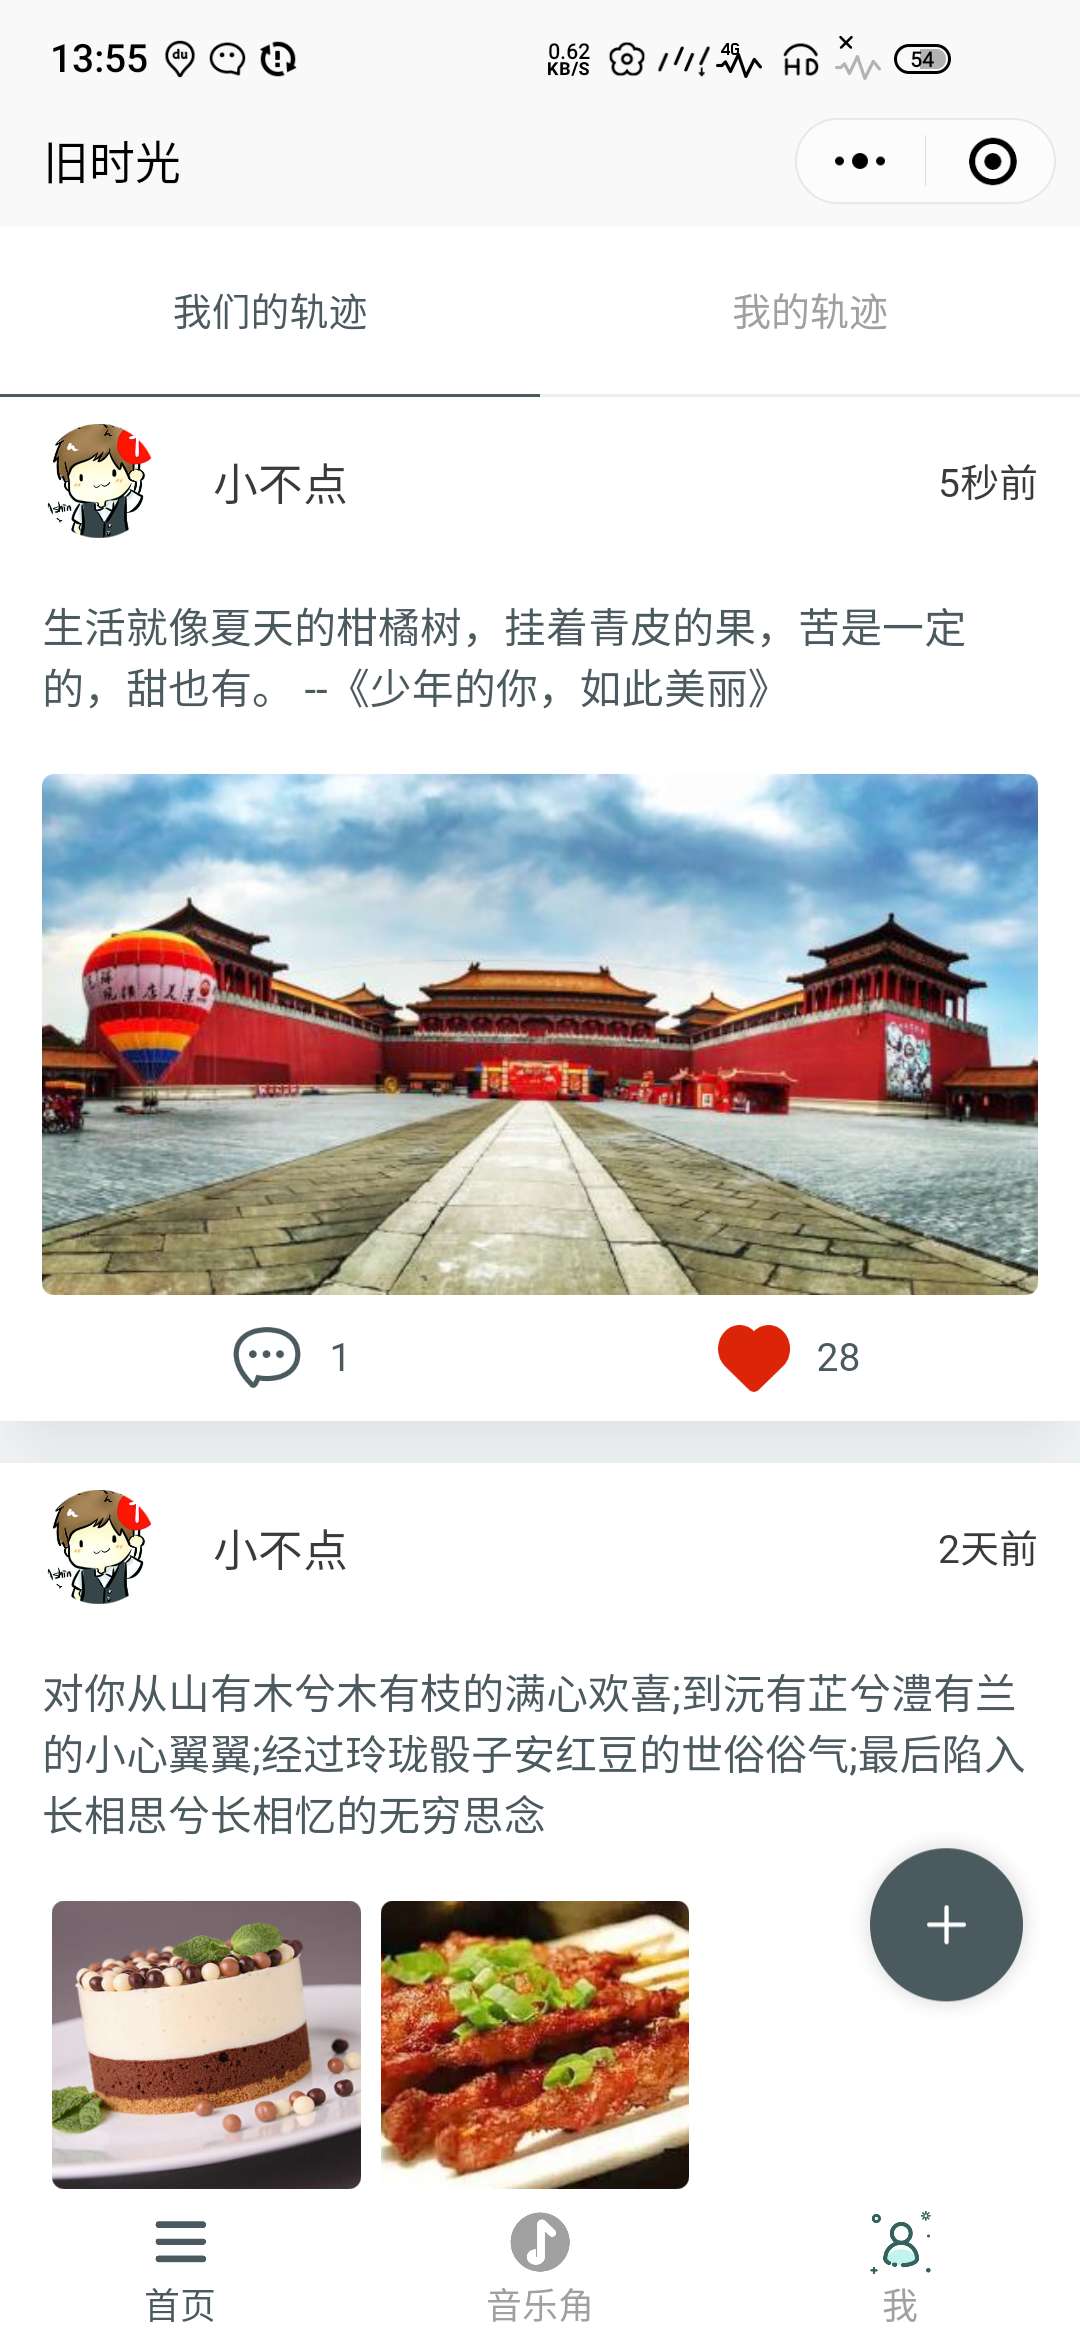 13:55
0.62
KB/S
4G
HD
54
旧时光
我们的轨迹
我的轨迹
小不点
5秒前
生活就像夏天的柑橘树，挂着青皮的果，苦是一定
的，甜也有。 --《少年的你，如此美丽》
1
28
小不点
2天前
对你从山有木兮木有枝的满心欢喜;到沅有芷兮澧有兰
的小心翼翼;经过玲珑骰子安红豆的世俗俗气;最后陷入
长相思兮长相忆的无穷思念
首页
音乐角
我